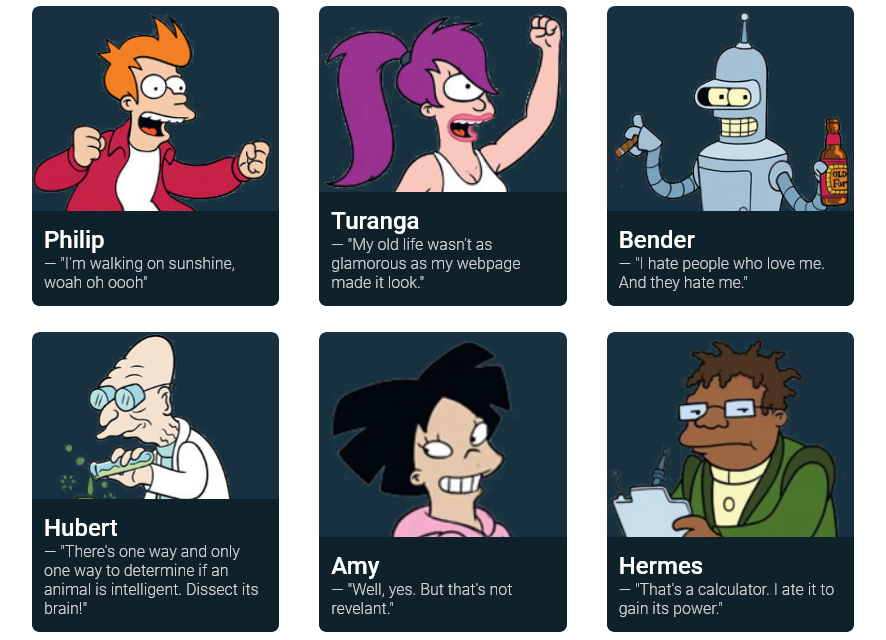 Philip
— "I'm walking on sunshine,
woah oh oooh"
Turanga
— "My old life wasn't as
glamorous as my webpage
made it look."
OLD
For
Bender
— "I hate people who love me.
And they hate me."
Hubert
— "There's one way and only
one way to determine if an
animal is intelligent. Dissect its
brain!"
Amy
— "Well, yes. But that's not
revelant."
Hermes
— "That's a calculator. I ate it to
gain its power."